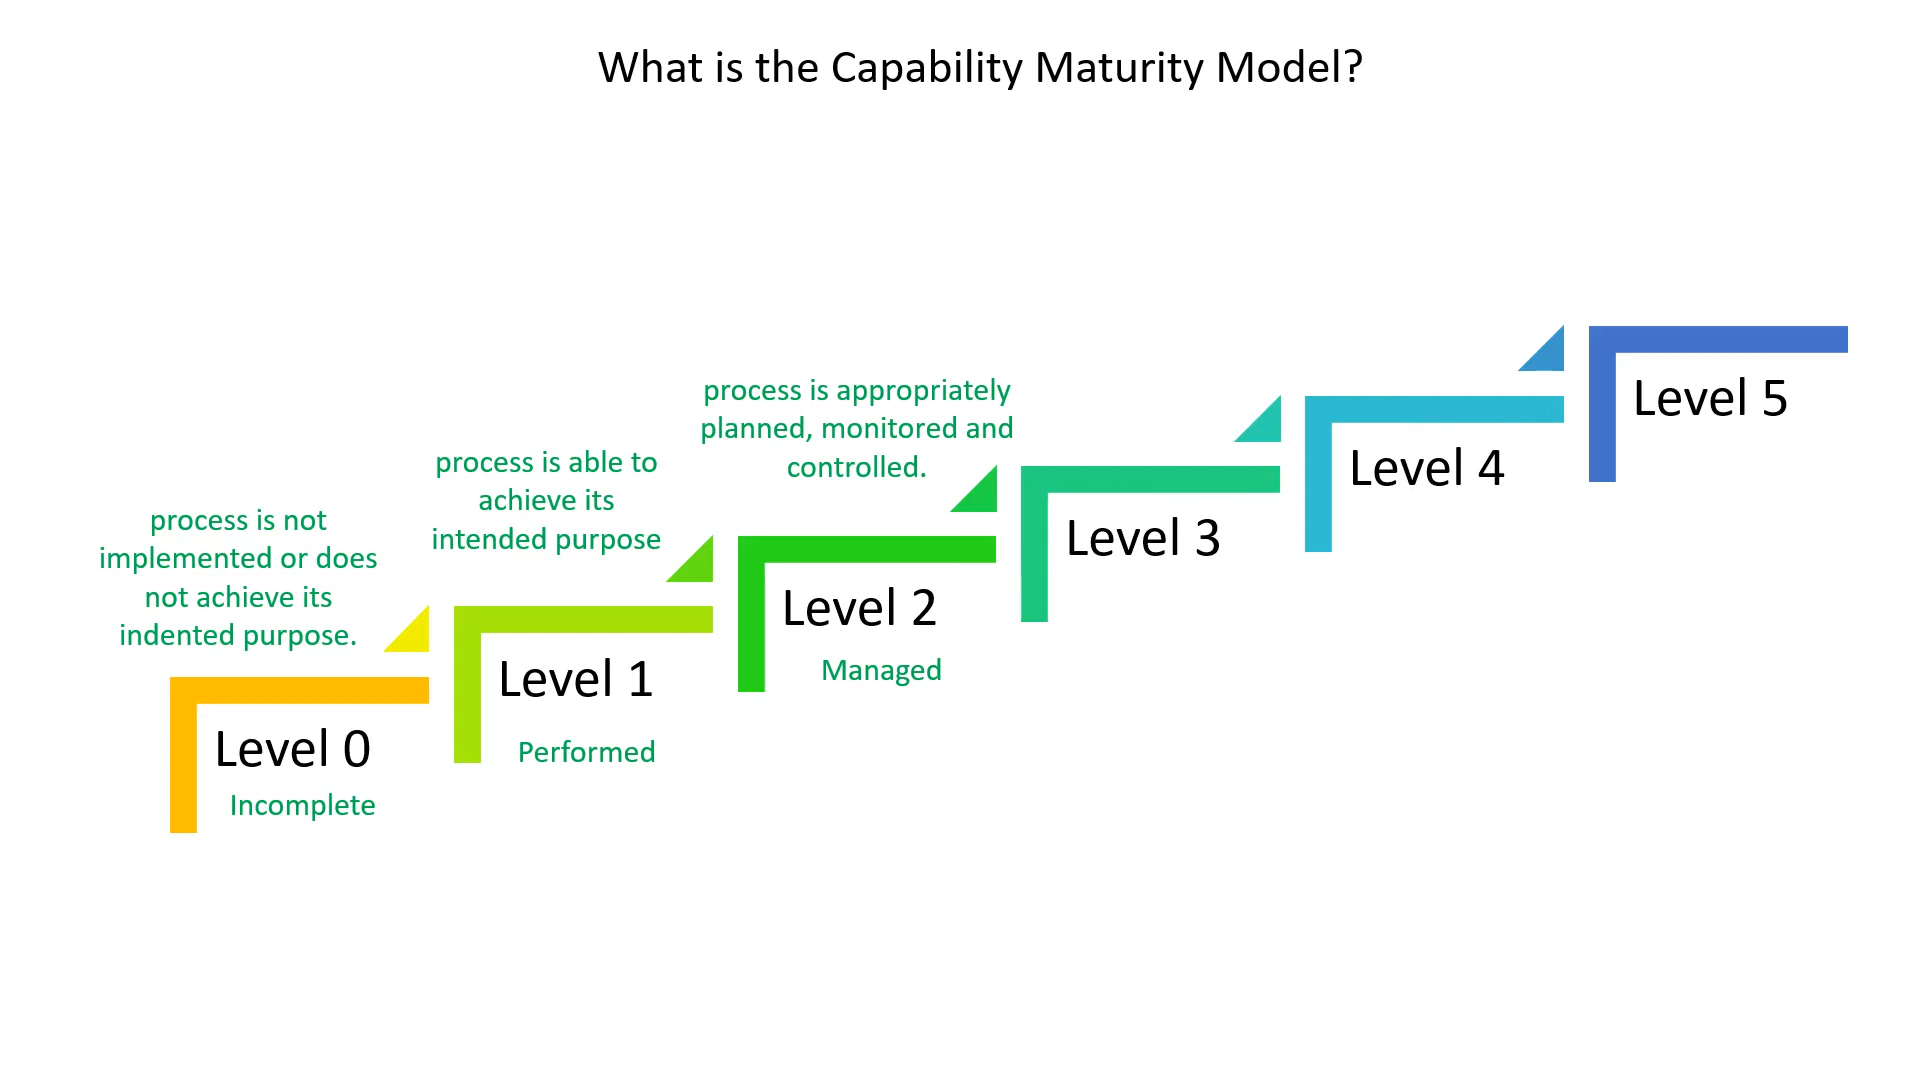 What is the Capability Maturity Model?
process is not
implemented or does
not achieve its
indented purpose.
Level 0
Incomplete
process is able to
achieve its
intended purpose
Level 1
Performed
process is appropriately
planned, monitored and
controlled.
Level 2
Managed
Level 3
Level 4
Level 5